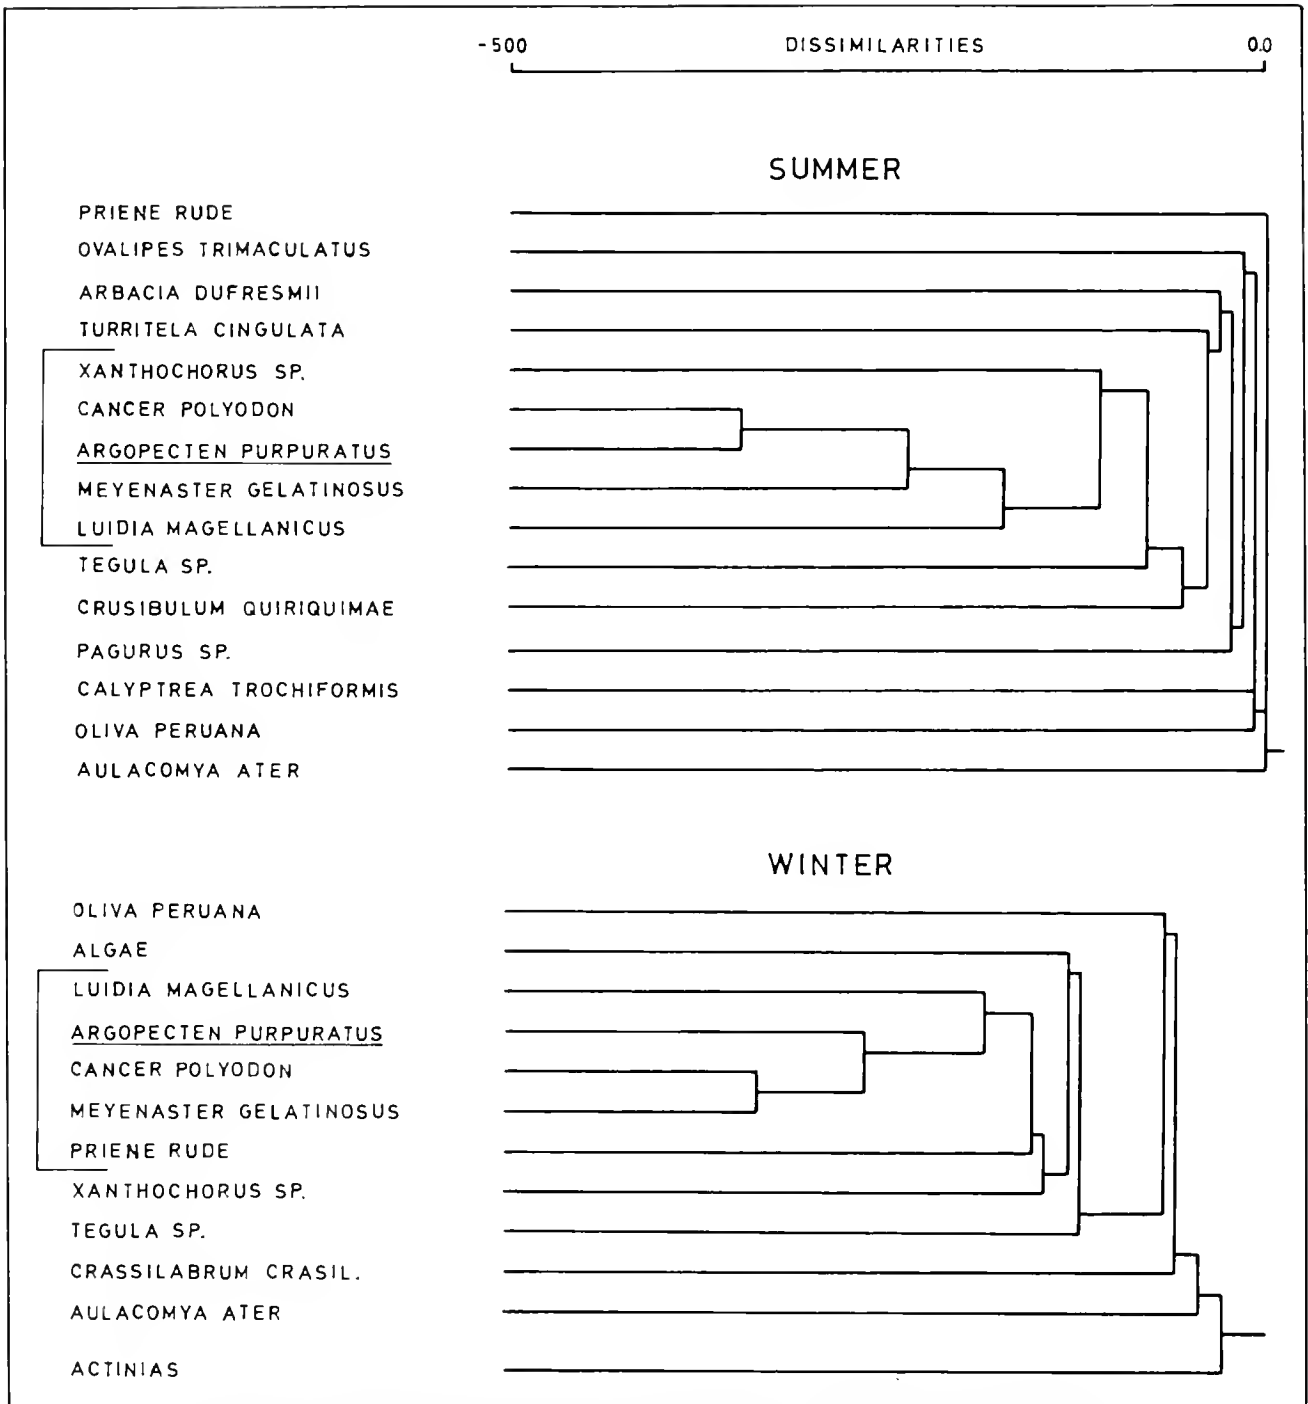 -500 DISSIMILARITIES 0.0
SUMMER
PRIENE RUDE
OVALIPES TRIMACULATUS
ARBACIA DUFRESMII
TURRITELA CINGULATA
XANTHOCHORUS SP.
CANCER POLYODON
ARGOPECTEN PURPURATUS
MEYENASTER GELATINOSUS
LUIDIA MAGELLANICUS
TEGULA SP.
CRUSIBULUM QUIRIQUIMAE
PAGURUS SP.
CALYPTREA TROCHIFORMIS
OLIVA PERUANA
AULACOMYA ATER
WINTER
OLIVA PERUANA
ALGAE
LUIDIA MAGELLANICUS
ARGOPECTEN PURPURATUS
CANCER POLYODON
MEYENASTER GELATINOSUS
PRIENE RUDE
XANTHOCHORUS SP.
TEGULA SP.
CRASSILABRUM CRASIL.
AULACOMYA ATER
ACTINIAS